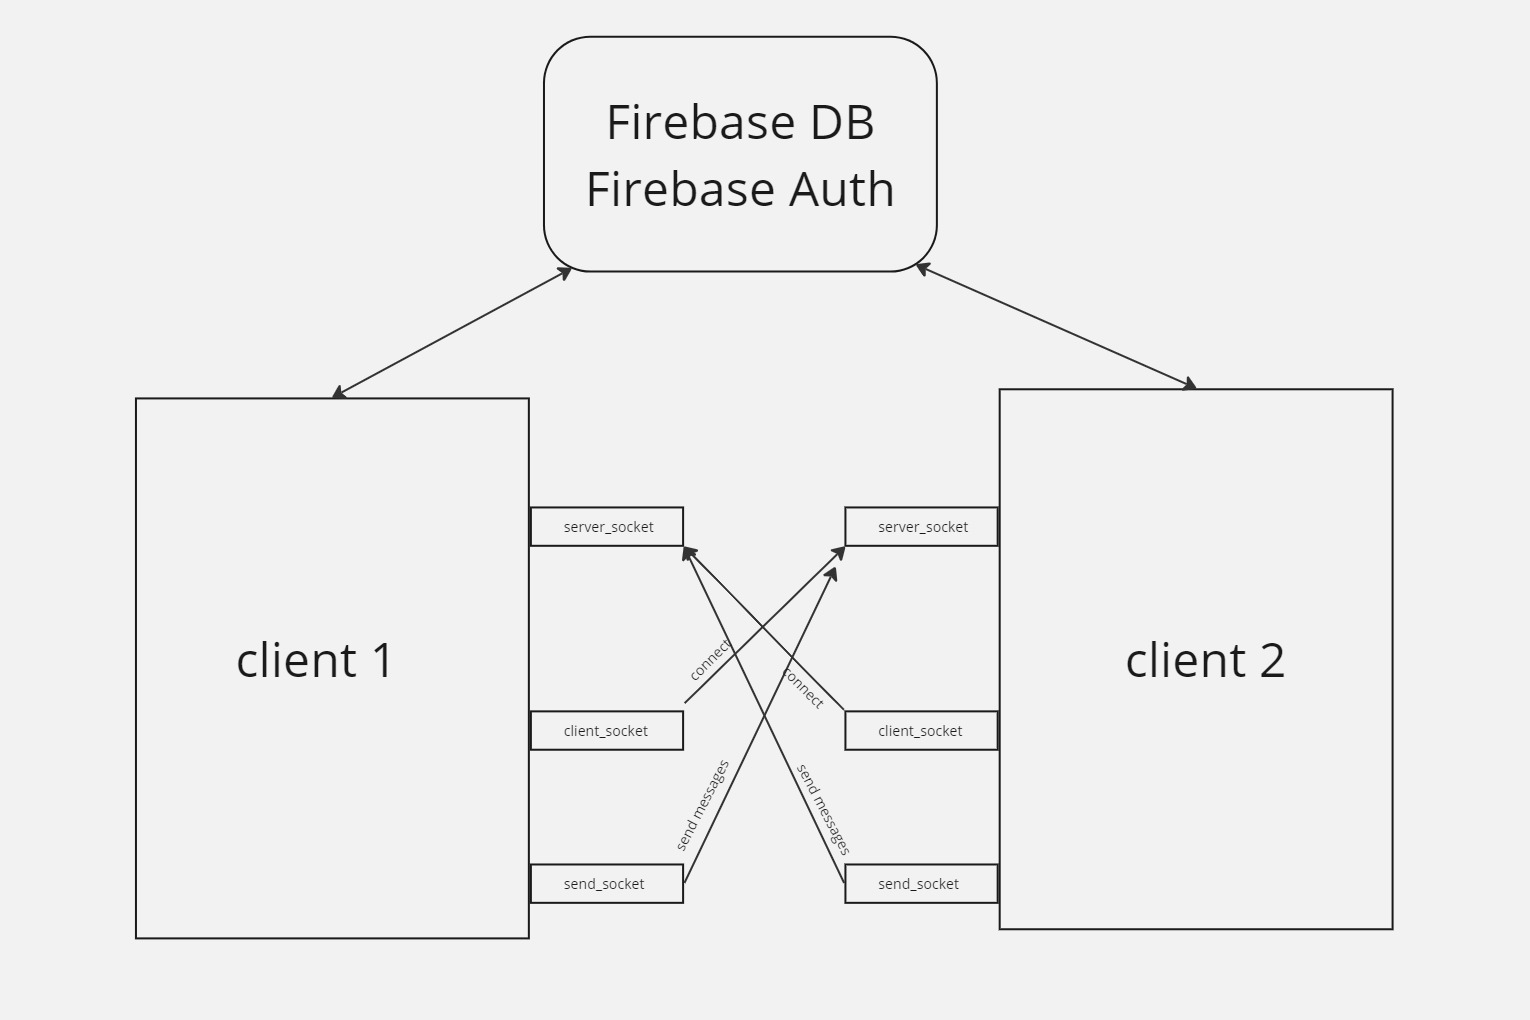 Firebase DB
Firebase Auth
client 1
server_socket
client_socket
send_socket
connect
send messages
connect
send messages
server_socket
client_socket
send_socket
client 2